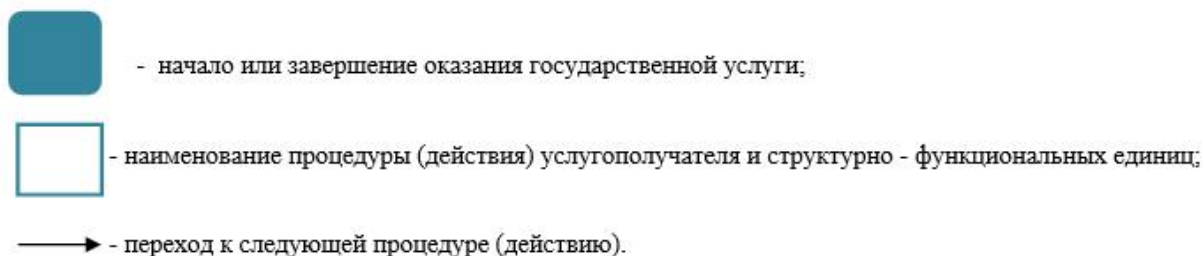 - начало или завершение оказания государственной услуги;
- наименование процедуры (действия) услугополучателя и структурно - функциональных единиц;
- переход к следующей процедуре (действию).